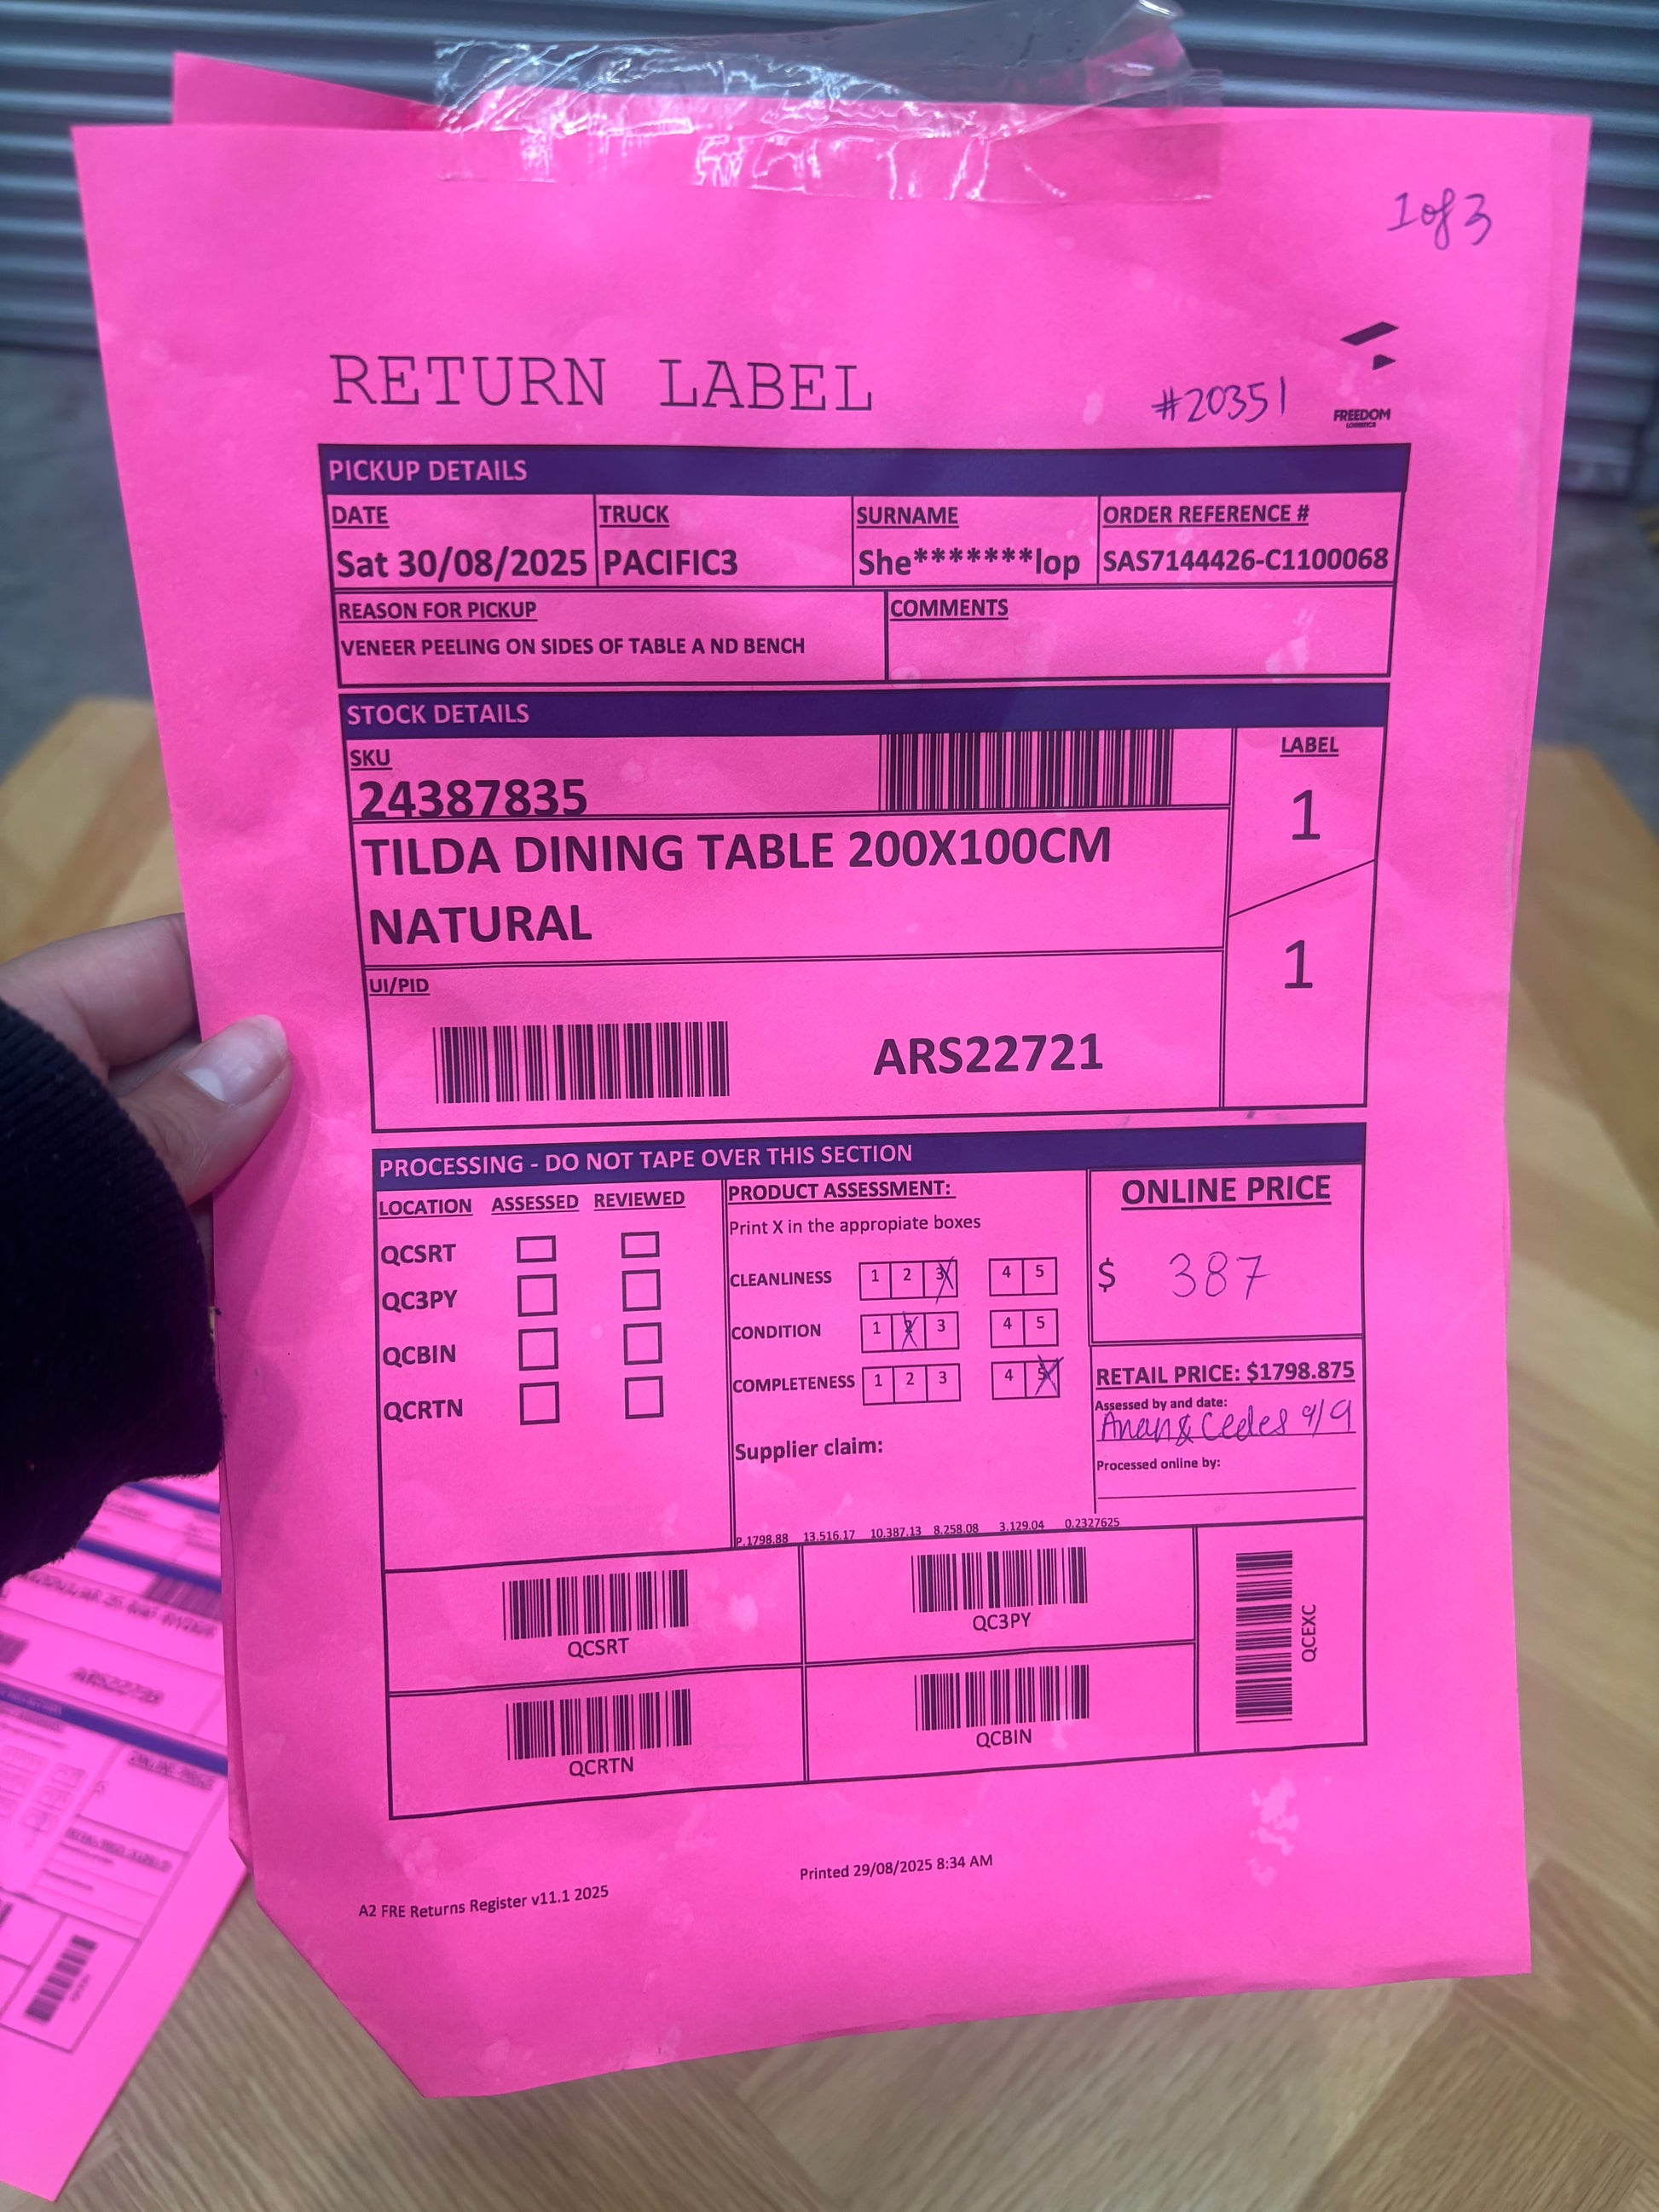 1 of 3
RETURN LABEL
#20351
FREEDOM
LOGISTICS
PICKUP DETAILS
DATE TRUCK SURNAME ORDER REFERENCE #
Sat 30/08/2025 PACIFIC3 She*******lop SAS7144426-C1100068
REASON FOR PICKUP COMMENTS
VENEER PEELING ON SIDES OF TABLE A ND BENCH
STOCK DETAILS
SKU LABEL
24387835 1
TILDA DINING TABLE 200X100CM
NATURAL
1
UI/PID
ARS22721
PROCESSING - DO NOT TAPE OVER THIS SECTION
LOCATION ASSESSED REVIEWED
QCSRT
QC3PY
QCBIN
QCRTN
PRODUCT ASSESSMENT:
Print X in the appropiate boxes
CLEANLINESS 1 2 3 4 5
CONDITION 1 2 3 4 5
COMPLETENESS 1 2 3 4 5
Supplier claim:
ONLINE PRICE
$ 387
RETAIL PRICE: $1798.875
Assessed by and date:
& 9/9
Processed online by:
P.1798.88 13.516.17 10.387.13 8.258.08 3.129.04 0.2327625
QCSRT
QC3PY
QCEXC
QCRTN
QCBIN
Printed 29/08/2025 8:34 AM
A2 FRE Returns Register v11.1 2025